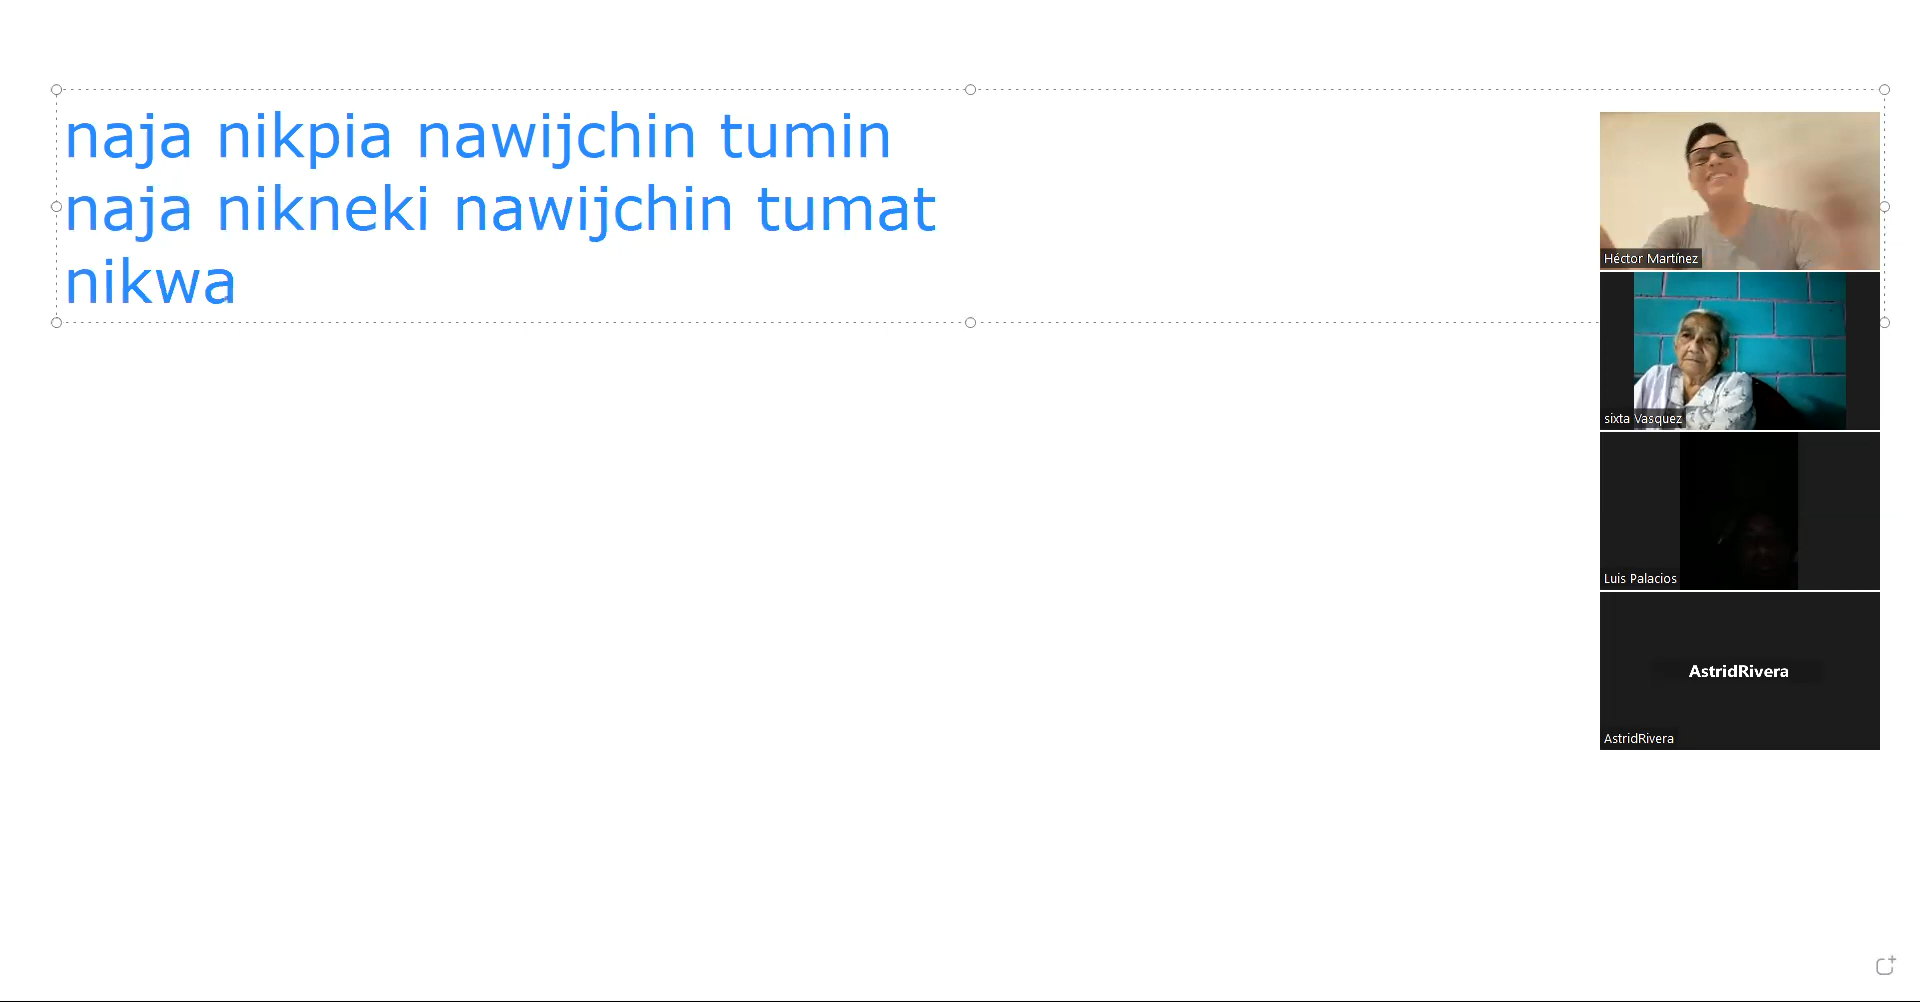 naja nikpia nawijchin tumin
naja nikneki nawijchin tumat
nikwa
Héctor Martínez
sixta Vasquez
Luis Palacios
AstridRivera
AstridRivera